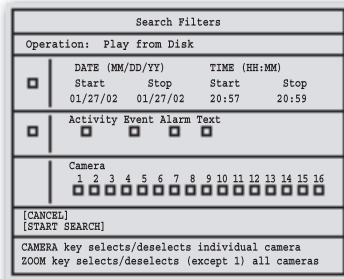 Search Filters
Operation: Play from Disk
DATE (MM/DD/YY) TIME (HH:MM)
Start Stop Start Stop
01/27/02 01/27/02 20:57 20:59
Activity Event Alarm Text
Camera
1 2 3 4 5 6 7 8 9 10 11 12 13 14 15 16
[CANCEL]
[START SEARCH]
CAMERA key selects/deselects individual camera
ZOOM key selects/deselects (except 1) all cameras